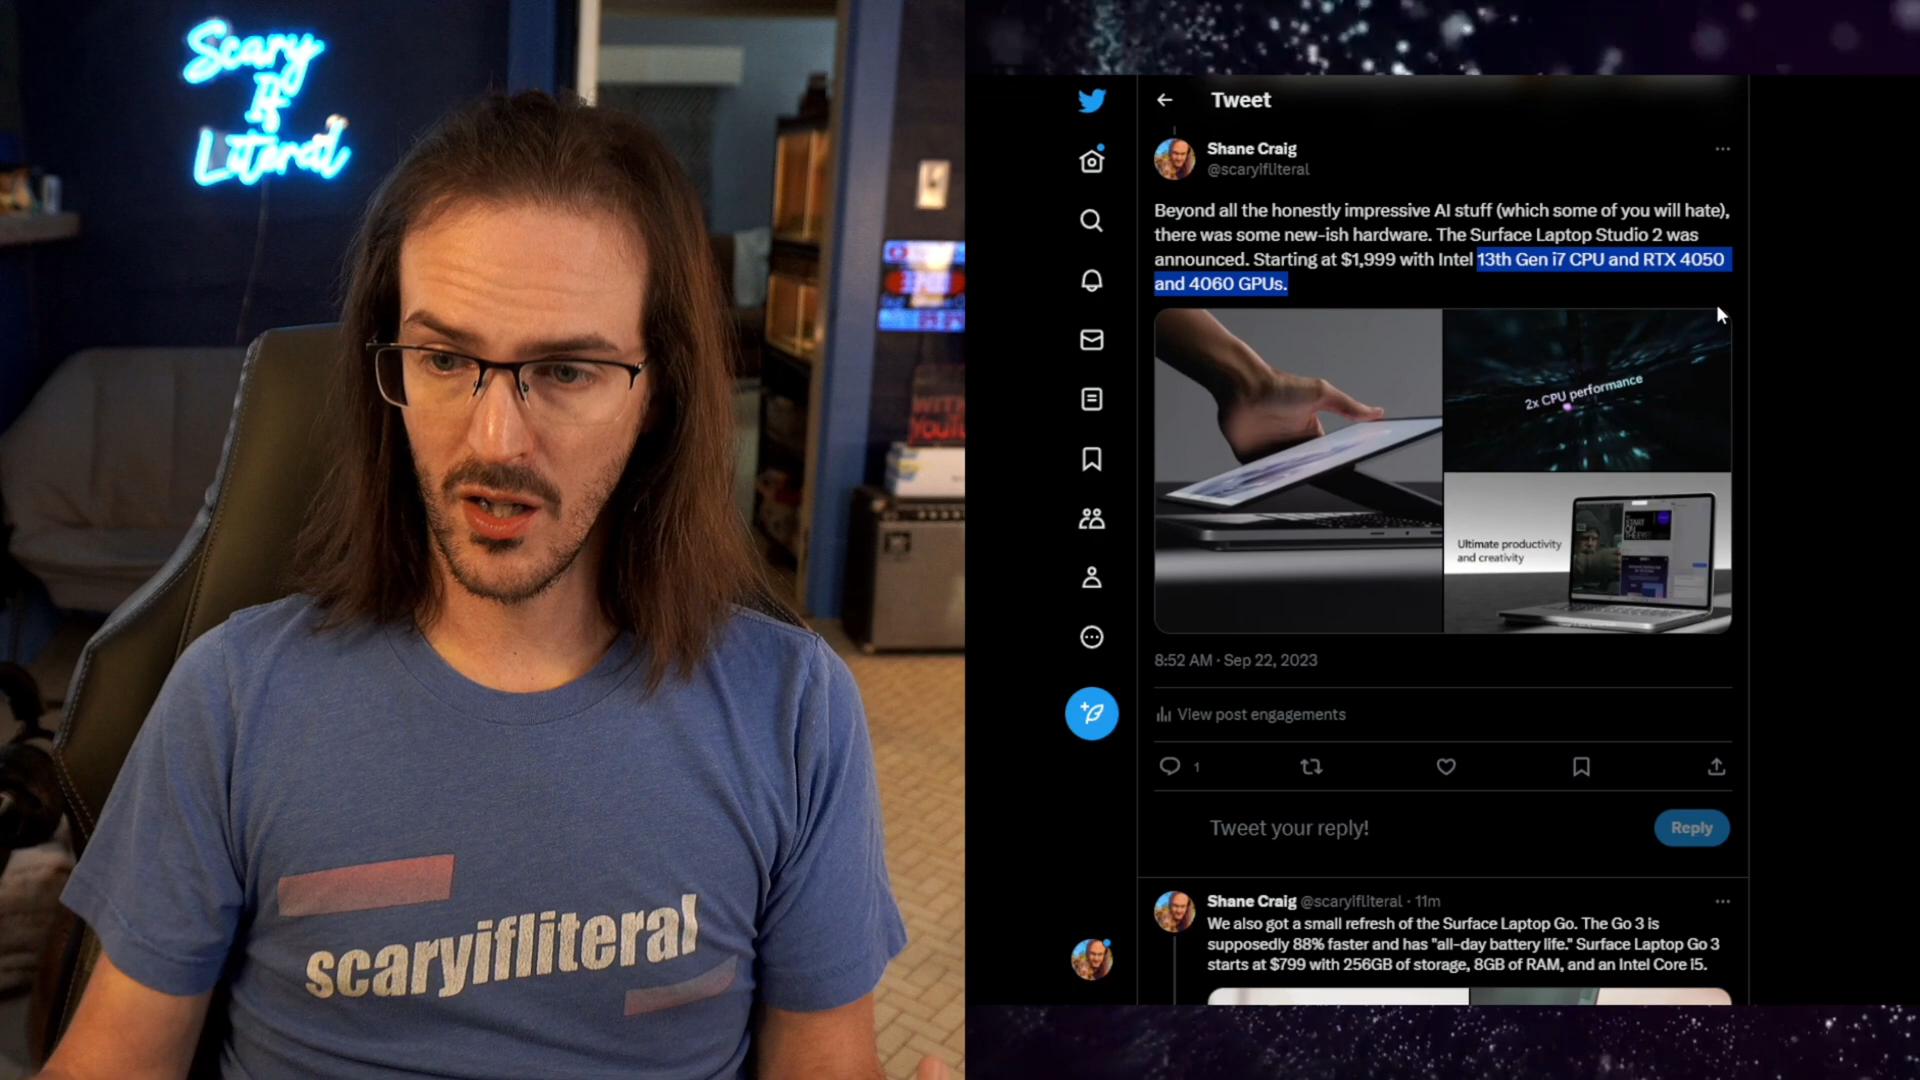 Scary
If
Literal
scaryifliteral
Tweet
Shane Craig
@scaryifliteral
Beyond all the honestly impressive AI stuff (which some of you will hate),
there was some new-ish hardware. The Surface Laptop Studio 2 was
announced. Starting at $1,999 with Intel 13th Gen i7 CPU and RTX 4050
and 4060 GPUs.
2x CPU performance
Ultimate productivity
and creativity
8:52 AM · Sep 22, 2023
View post engagements
1
Tweet your reply!
Reply
Shane Craig @scaryifliteral · 11m
We also got a small refresh of the Surface Laptop Go. The Go 3 is
supposedly 88% faster and has "all-day battery life." Surface Laptop Go 3
starts at $799 with 256GB of storage, 8GB of RAM, and an Intel Core i5.